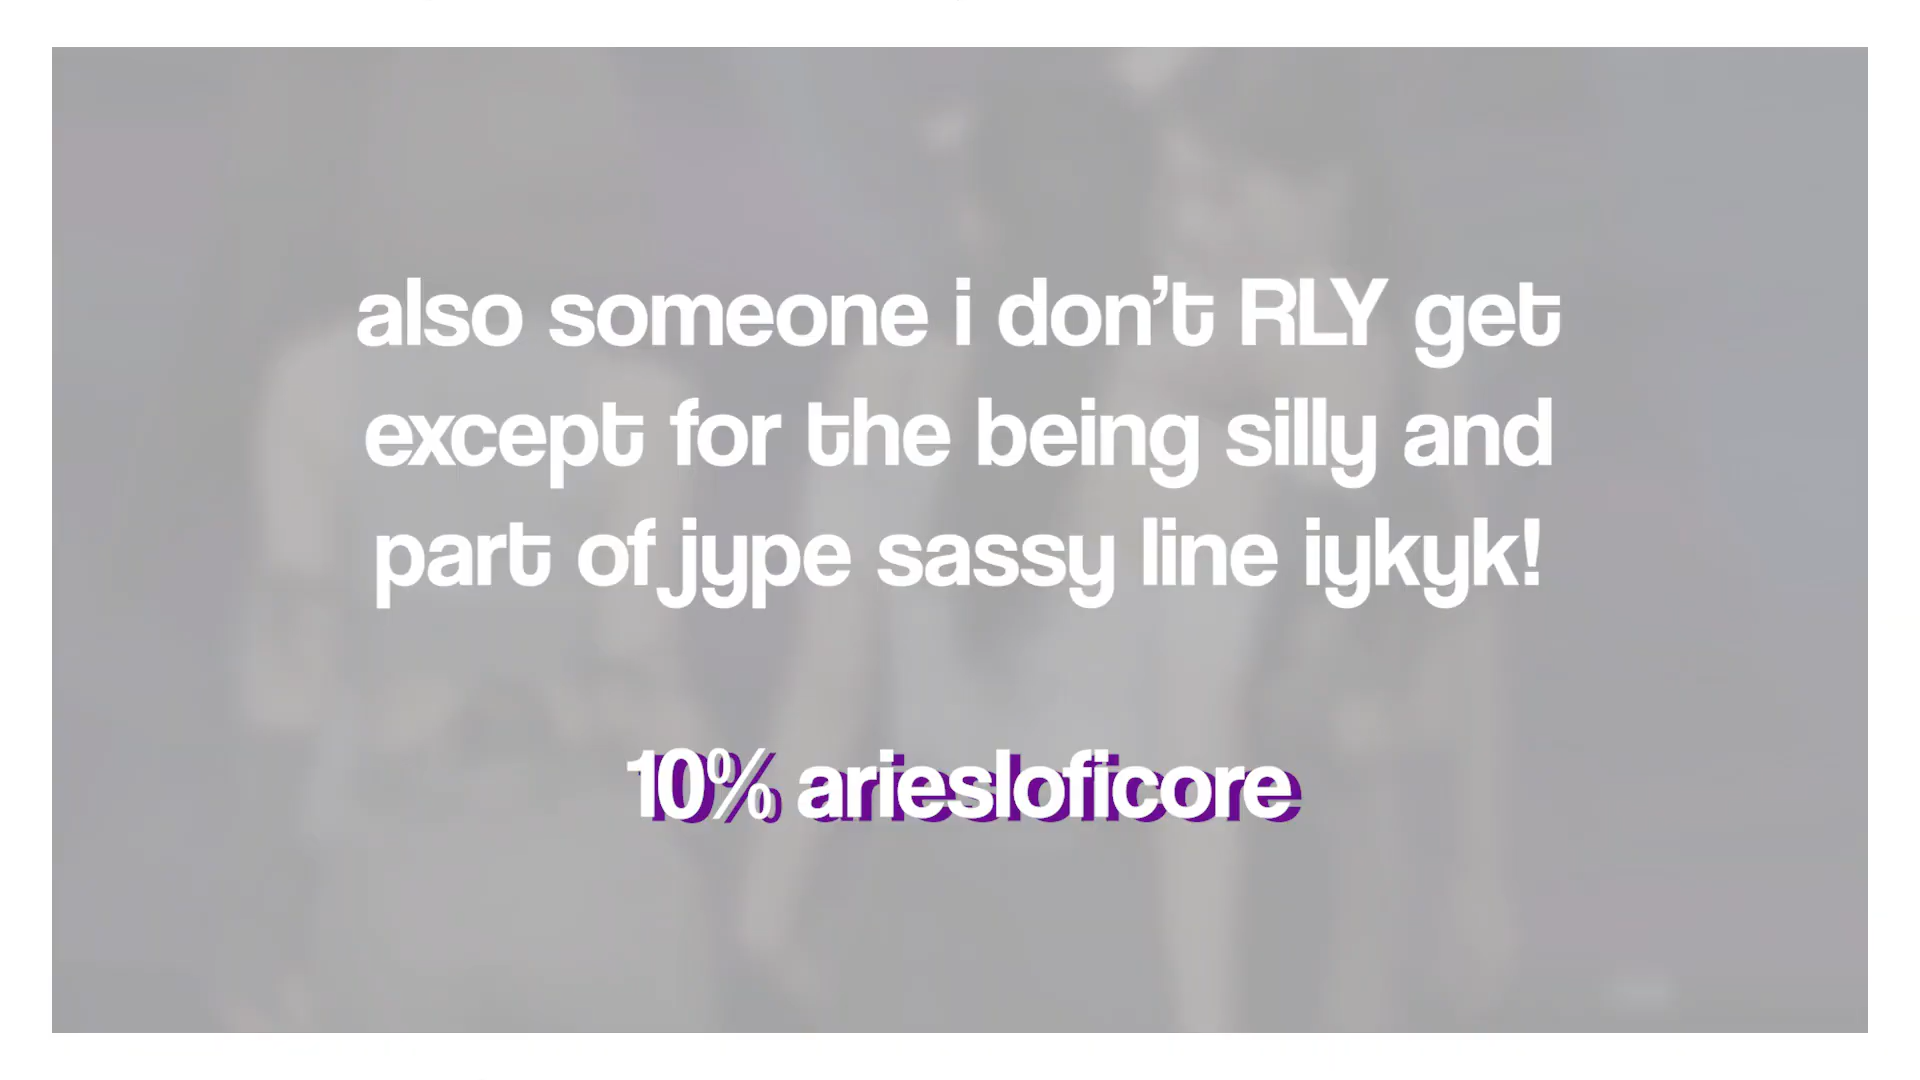 also someone i don't RLY get
except for the being silly and
part of jype sassy line iykyk!
10% ariesloficore